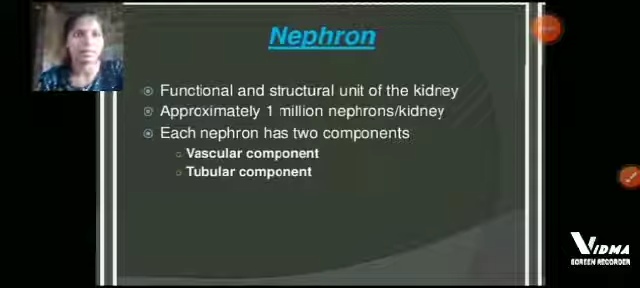 Nephron
Functional and structural unit of the kidney
Approximately 1 million nephrons/kidney
Each nephron has two components
Vascular component
Tubular component
VIDMA
SCREEN RECORDER